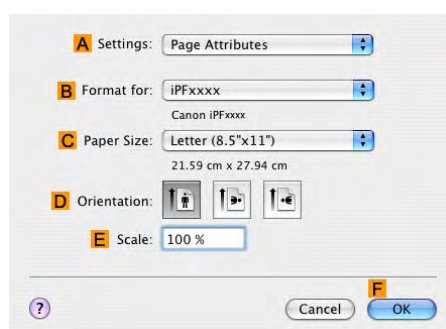 A Settings: Page Attributes
B Format for: iPFxxxx
Canon iPFxxxx
C Paper Size: Letter (8.5"x11")
21.59 cm x 27.94 cm
D Orientation:
E Scale: 100 %
F
? Cancel OK